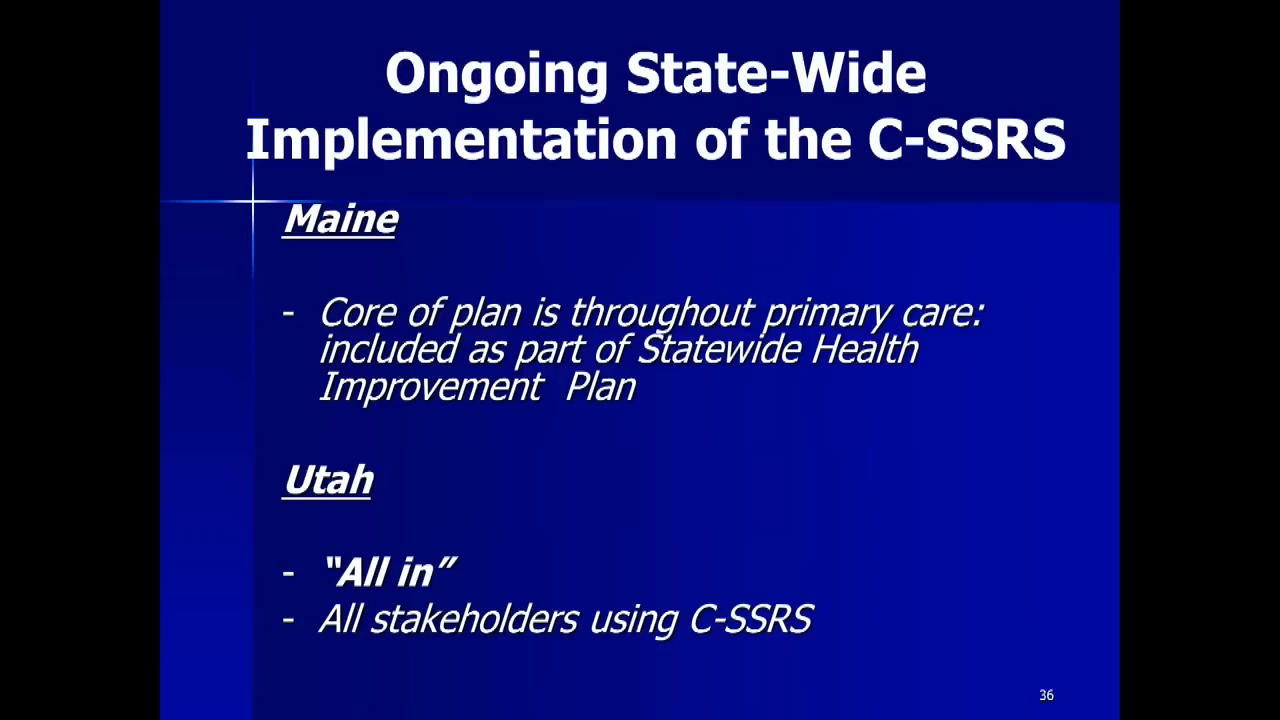 Ongoing State-Wide
Implementation of the C-SSRS
Maine
- Core of plan is throughout primary care:
included as part of Statewide Health
Improvement  Plan
Utah
- “All in”
- All stakeholders using C-SSRS
36